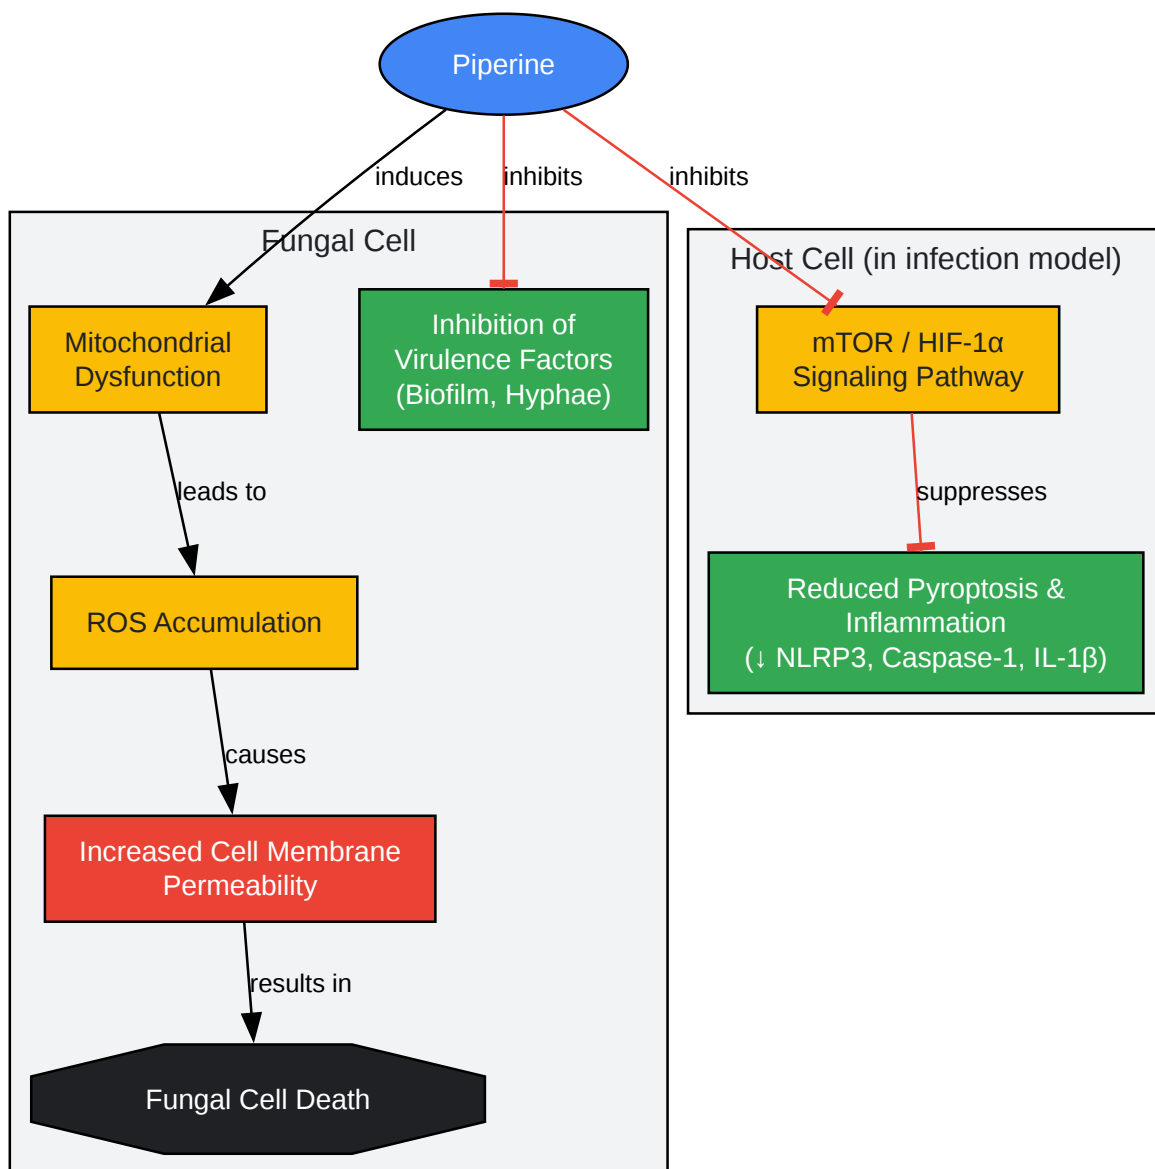 Piperine
induces
inhibits
inhibits
Fungal Cell
Host Cell (in infection model)
Mitochondrial
Dysfunction
Inhibition of
Virulence Factors
(Biofilm, Hyphae)
mTOR / HIF-1α
Signaling Pathway
leads to
suppresses
ROS Accumulation
Reduced Pyroptosis &
Inflammation
(↓ NLRP3, Caspase-1, IL-1β)
causes
Increased Cell Membrane
Permeability
results in
Fungal Cell Death